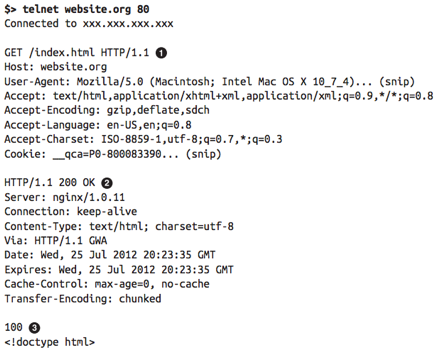 $> telnet website.org 80
Connected to xxx.xxx.xxx.xxx
GET /index.html HTTP/1.1 ❶
Host: website.org
User-Agent: Mozilla/5.0 (Macintosh; Intel Mac OS X 10_7_4)... (snip)
Accept: text/html,application/xhtml+xml,application/xml;q=0.9,*/*;q=0.8
Accept-Encoding: gzip,deflate,sdch
Accept-Language: en-US,en;q=0.8
Accept-Charset: ISO-8859-1,utf-8;q=0.7,*;q=0.3
Cookie: __qca=P0-800083390... (snip)
HTTP/1.1 200 OK ❷
Server: nginx/1.0.11
Connection: keep-alive
Content-Type: text/html; charset=utf-8
Via: HTTP/1.1 GWA
Date: Wed, 25 Jul 2012 20:23:35 GMT
Expires: Wed, 25 Jul 2012 20:23:35 GMT
Cache-Control: max-age=0, no-cache
Transfer-Encoding: chunked
100 ❸
<!doctype html>